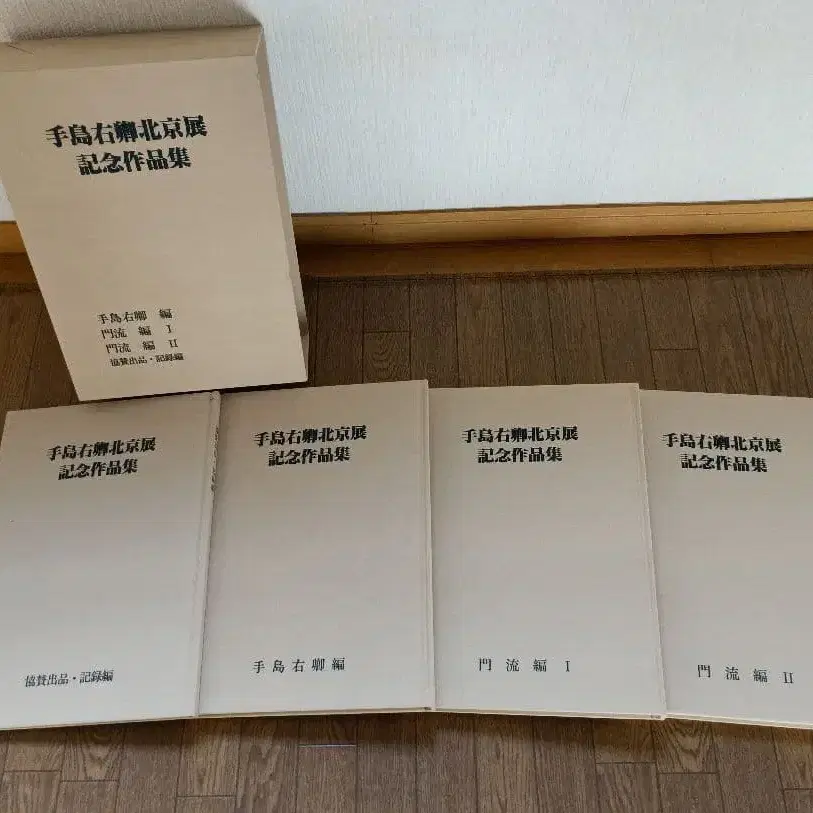 手島右卿北京展
記念作品集
手島右卿 編
門流 編 I
門流 編 II
協賛出品・記録編
手島右卿北京展
記念作品集
協賛出品・記録編
手島右卿北京展
記念作品集
手島右卿編
手島右卿北京展
記念作品集
門流編 I
手島右卿北京展
記念作品集
門流編 II